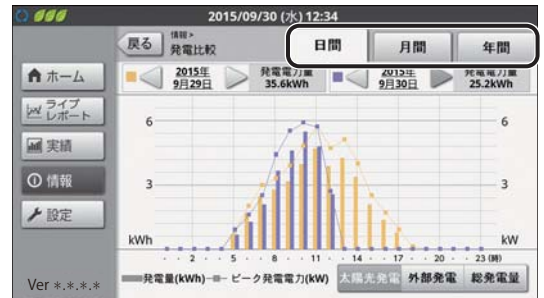 2015/09/30 (水) 12:34
戻る
情報>
発電比較
日間
月間
年間
ホーム
ライブ
レポート
実績
情報
設定
Ver *.*.*.*
2015年
9月29日
発電電力量
35.6kWh
2015年
9月30日
発電電力量
25.2kWh
6
3
kWh
6
3
kW
2 5 8 11 14 17 20 23 (時)
発電量(kWh) ピーク発電電力(kW)
太陽光発電
外部発電
総発電量